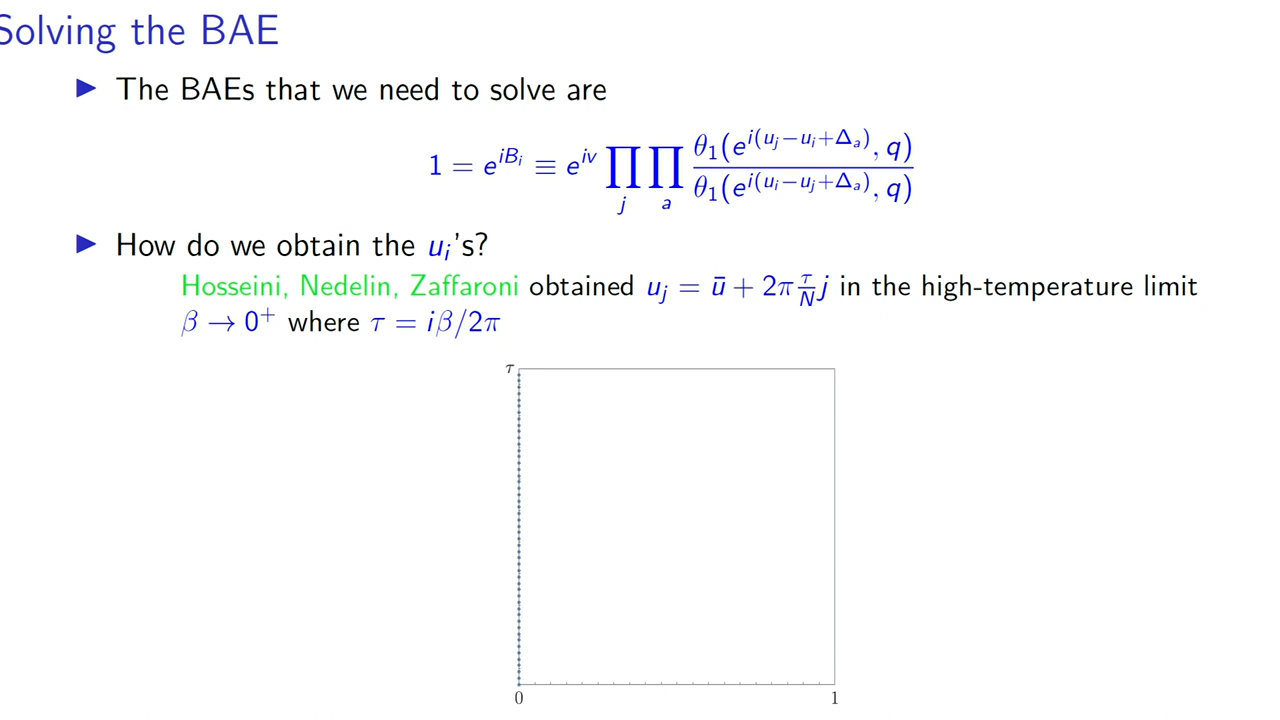 Solving the BAE
▶ The BAEs that we need to solve are
1 = e^{iB_i} ≡ e^{iv} ∏_j ∏_a θ_1(e^{i(u_j−u_i+Δ_a)}, q) / θ_1(e^{i(u_i−u_j+Δ_a)}, q)
▶ How do we obtain the u_i's?
Hosseini, Nedelin, Zaffaroni obtained u_j = ū + 2π τ/N j in the high-temperature limit
β → 0⁺ where τ = iβ/2π
τ
0 1